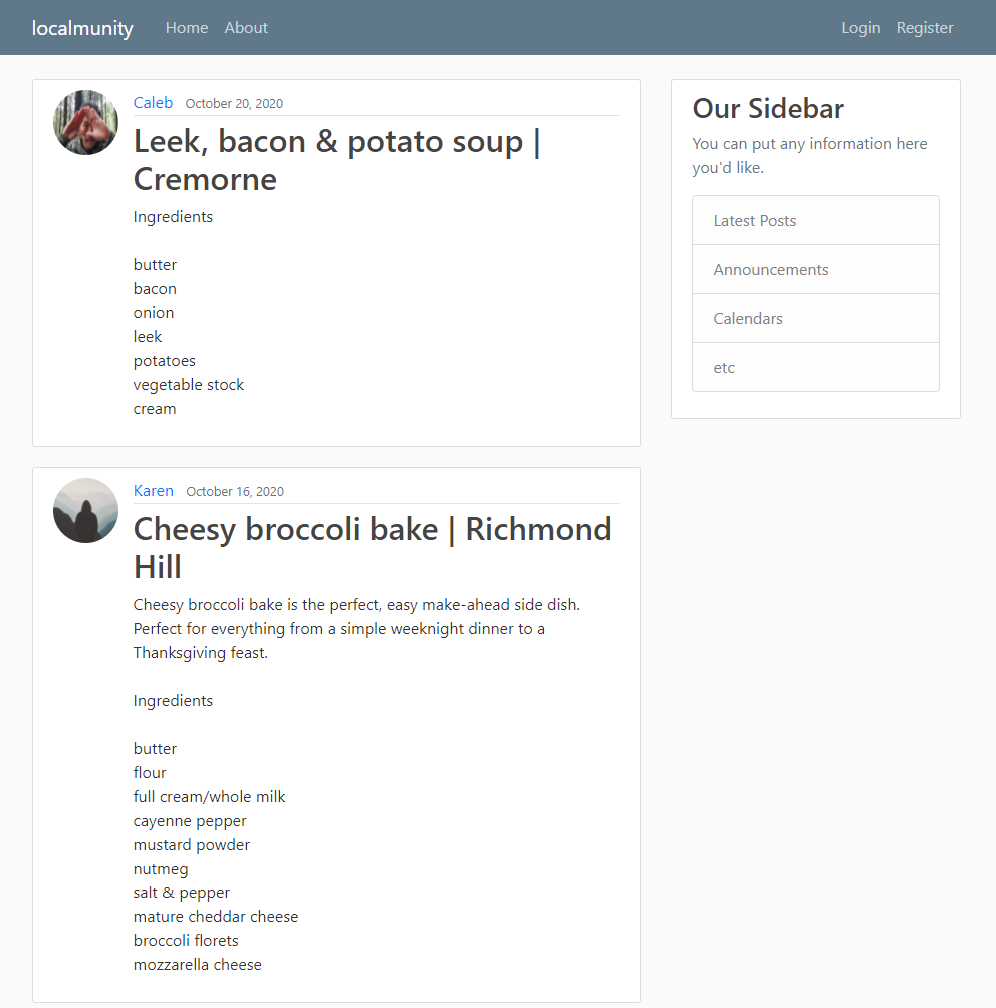 localmunity Home About Login Register
Caleb October 20, 2020
Leek, bacon & potato soup |
Cremorne
Ingredients
butter
bacon
onion
leek
potatoes
vegetable stock
cream
Karen October 16, 2020
Cheesy broccoli bake | Richmond
Hill
Cheesy broccoli bake is the perfect, easy make-ahead side dish.
Perfect for everything from a simple weeknight dinner to a
Thanksgiving feast.
Ingredients
butter
flour
full cream/whole milk
cayenne pepper
mustard powder
nutmeg
salt & pepper
mature cheddar cheese
broccoli florets
mozzarella cheese
Our Sidebar
You can put any information here
you'd like.
Latest Posts
Announcements
Calendars
etc